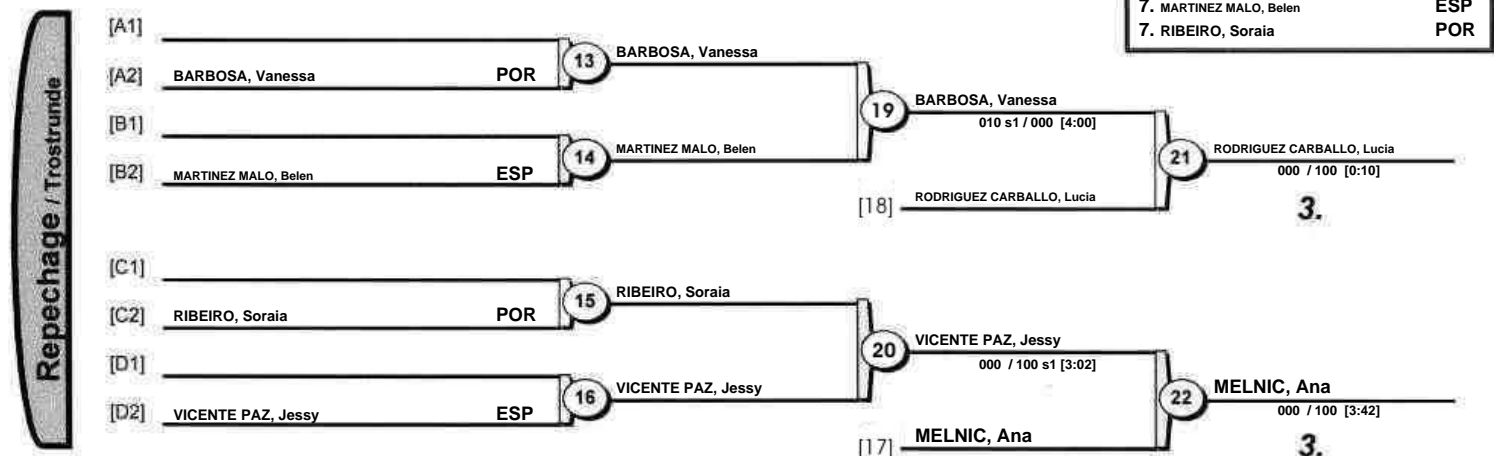 7. MARTINEZ MALO, Belen ESP
7. RIBEIRO, Soraia POR
Repechage / Trostrunde
[A1]
[A2] BARBOSA, Vanessa POR
13
BARBOSA, Vanessa
[B1]
[B2] MARTINEZ MALO, Belen ESP
14
MARTINEZ MALO, Belen
19
BARBOSA, Vanessa
010 s1 / 000 [4:00]
[18] RODRIGUEZ CARBALLO, Lucia
21
RODRIGUEZ CARBALLO, Lucia
000 / 100 [0:10]
3.
[C1]
[C2] RIBEIRO, Soraia POR
15
RIBEIRO, Soraia
[D1]
[D2] VICENTE PAZ, Jessy ESP
16
VICENTE PAZ, Jessy
20
VICENTE PAZ, Jessy
000 / 100 s1 [3:02]
[17] MELNIC, Ana
22
MELNIC, Ana
000 / 100 [3:42]
3.